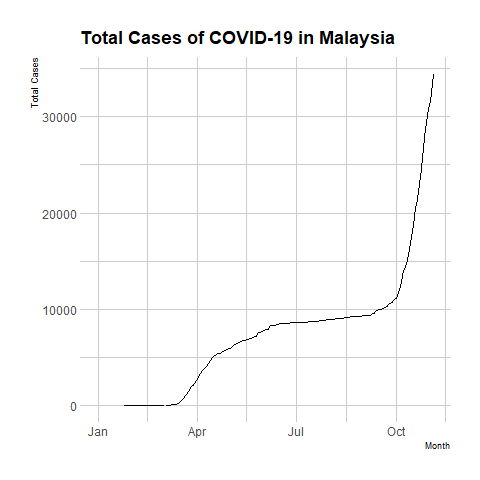 Total Cases of COVID-19 in Malaysia
Total Cases
30000
20000
10000
0
Jan Apr Jul Oct
Month